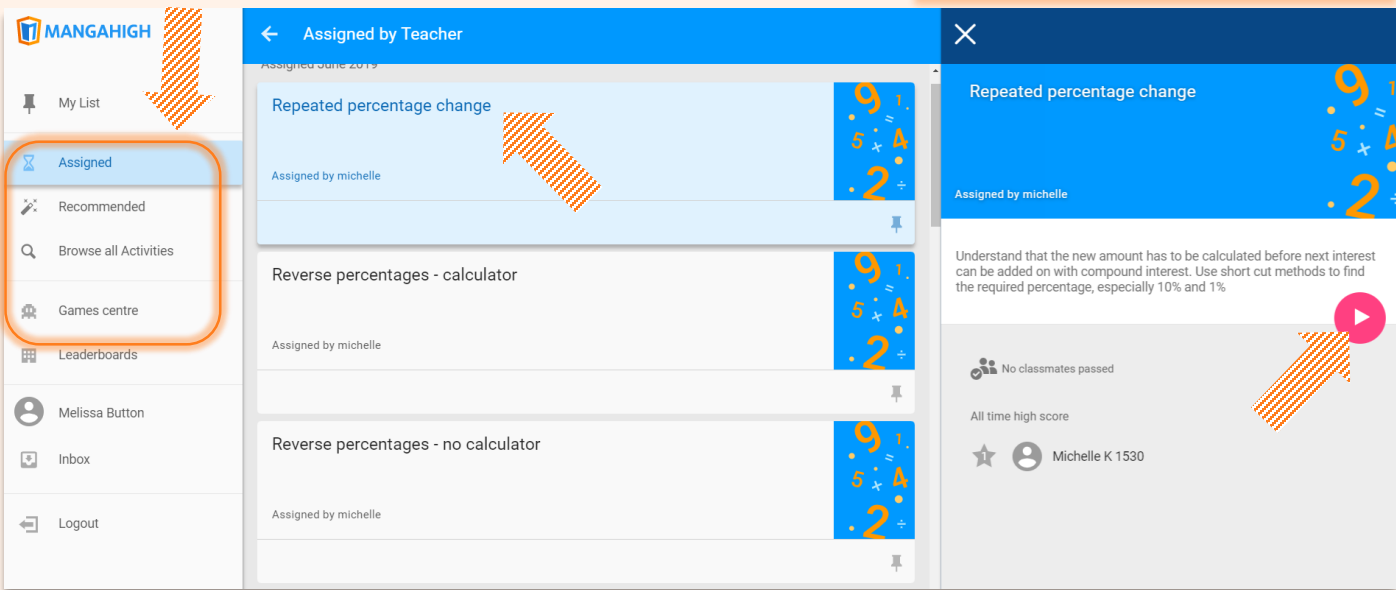 MANGAHIGH
My List
Assigned
Recommended
Browse all Activities
Games centre
Leaderboards
Melissa Button
Inbox
Logout
Assigned by Teacher
Assigned June 2019
Repeated percentage change
Assigned by michelle
Reverse percentages - calculator
Assigned by michelle
Reverse percentages - no calculator
Assigned by michelle
Repeated percentage change
Assigned by michelle
Understand that the new amount has to be calculated before next interest
can be added on with compound interest. Use short cut methods to find
the required percentage, especially 10% and 1%
No classmates passed
All time high score
1 Michelle K 1530